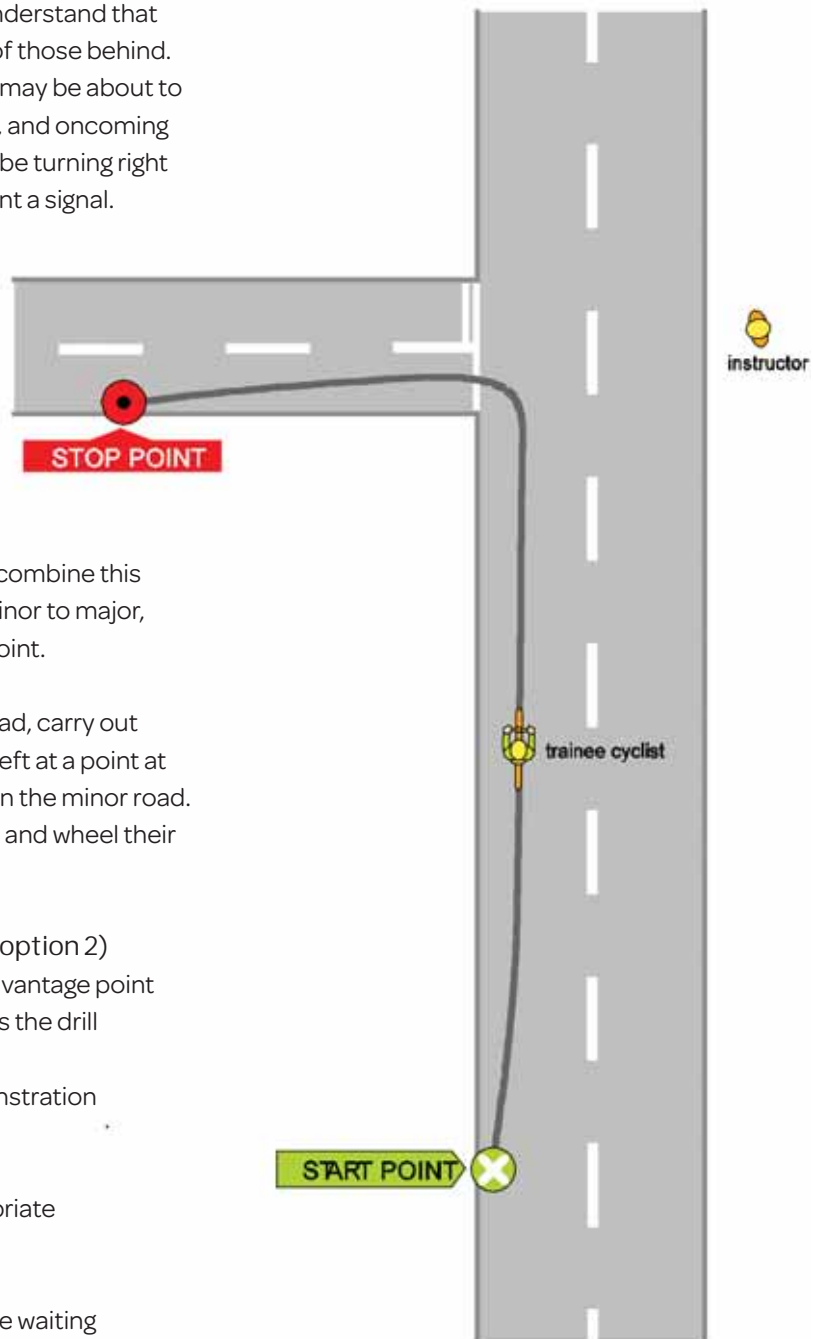 nderstand that
of those behind.
may be about to
, and oncoming
be turning right
nt a signal.
instructor
STOP POINT
combine this
inor to major,
oint.
ad, carry out
eft at a point at
n the minor road.
and wheel their
trainee cyclist
option 2)
vantage point
s the drill
nstration
START POINT
oriate
e waiting